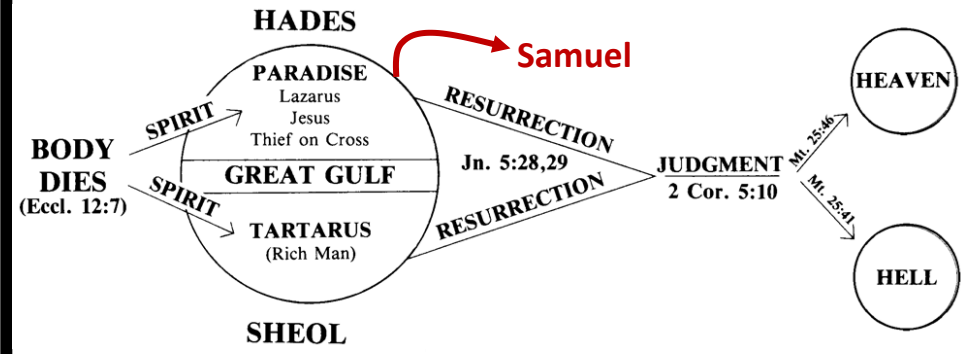 HADES
Samuel
PARADISE
Lazarus
Jesus
Thief on Cross
SPIRIT
BODY
DIES
(Eccl. 12:7)
GREAT GULF
SPIRIT
TARTARUS
(Rich Man)
SHEOL
RESURRECTION
Jn. 5:28,29
RESURRECTION
JUDGMENT
2 Cor. 5:10
Mt. 25:46
Mt. 25:41
HEAVEN
HELL